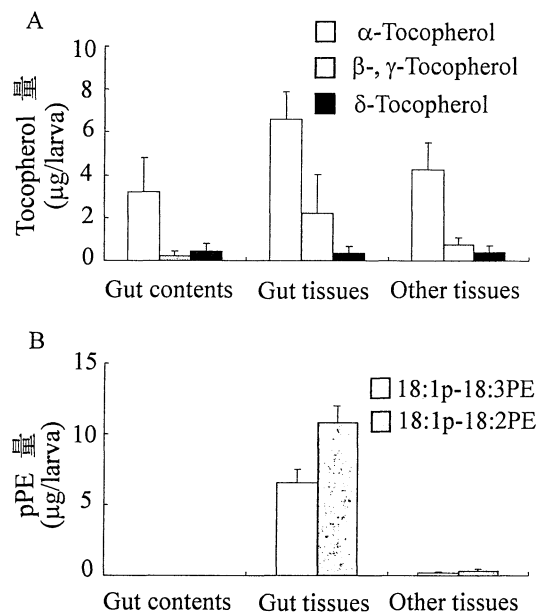 A
Tocopherol 量
(μg/larva)
10
8
6
4
2
0
α-Tocopherol
β-, γ-Tocopherol
δ-Tocopherol
Gut contents
Gut tissues
Other tissues
B
pPE 量
(μg/larva)
15
10
5
0
18:1p-18:3PE
18:1p-18:2PE
Gut contents
Gut tissues
Other tissues